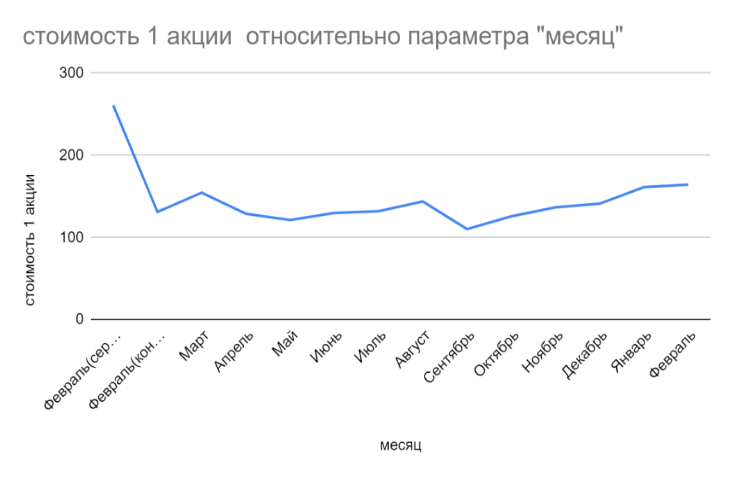 стоимость 1 акции  относительно параметра "месяц"
300
200
100
0
стоимость 1 акции
Февраль(сер…
Февраль(кон…
Март
Апрель
Май
Июнь
Июль
Август
Сентябрь
Октябрь
Ноябрь
Декабрь
Январь
Февраль
месяц